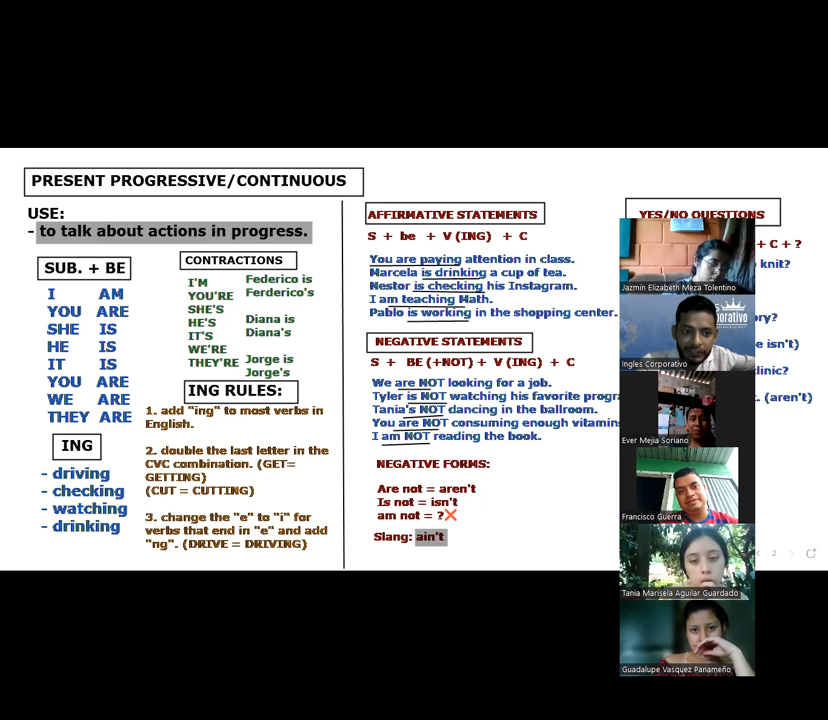 PRESENT PROGRESSIVE/CONTINUOUS
USE:
- to talk about actions in progress.
SUB. + BE
I AM
YOU ARE
SHE IS
HE IS
IT IS
YOU ARE
WE ARE
THEY ARE
ING
- driving
- checking
- watching
- drinking
CONTRACTIONS
I'M
YOU'RE
SHE'S
HE'S
IT'S
WE'RE
THEY'RE
Federico is
Ferderico's
Diana is
Diana's
Jorge is
Jorge's
ING RULES:
1. add "ing" to most verbs in
English.
2. double the last letter in the
CVC combination. (GET=
GETTING)
(CUT = CUTTING)
3. change the "e" to "i" for
verbs that end in "e" and add
"ng". (DRIVE = DRIVING)
AFFIRMATIVE STATEMENTS
S + be + V (ING) + C
You are paying attention in class.
Marcela is drinking a cup of tea.
Nestor is checking his Instagram.
I am teaching Math.
Pablo is working in the shopping center.
NEGATIVE STATEMENTS
S + BE (+NOT) + V (ING) + C
We are NOT looking for a job.
Tyler is NOT watching his favorite progra
Tania's NOT dancing in the ballroom.
You are NOT consuming enough vitamins
I am NOT reading the book.
NEGATIVE FORMS:
Are not = aren't
Is not = isn't
am not = ?
Slang: ain't
YES/NO QUESTIONS
+ C + ?
knit?
ory?
e isn't)
clinic?
. (aren't)
2
Jazmín Elizabeth Meza Tolentino
orporativo
Ingles Corporativo
Ever Mejia Soriano
Francisco Guerra
Tania Marisela Aguilar Guardado
Guadalupe Vasquez Panameño